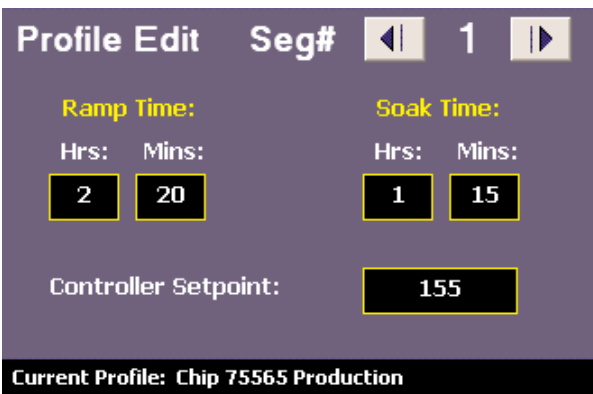 Profile Edit Seg# 1
Ramp Time: Soak Time:
Hrs: Mins: Hrs: Mins:
2 20 1 15
Controller Setpoint: 155
Current Profile: Chip 75565 Production